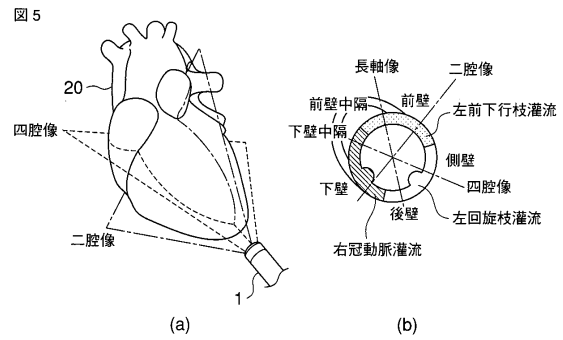 図5
20
四腔像
二腔像
1
(a)
長軸像
二腔像
前壁中隔
前壁
左前下行枝灌流
下壁中隔
側壁
下壁
四腔像
後壁
左回旋枝灌流
右冠動脈灌流
(b)